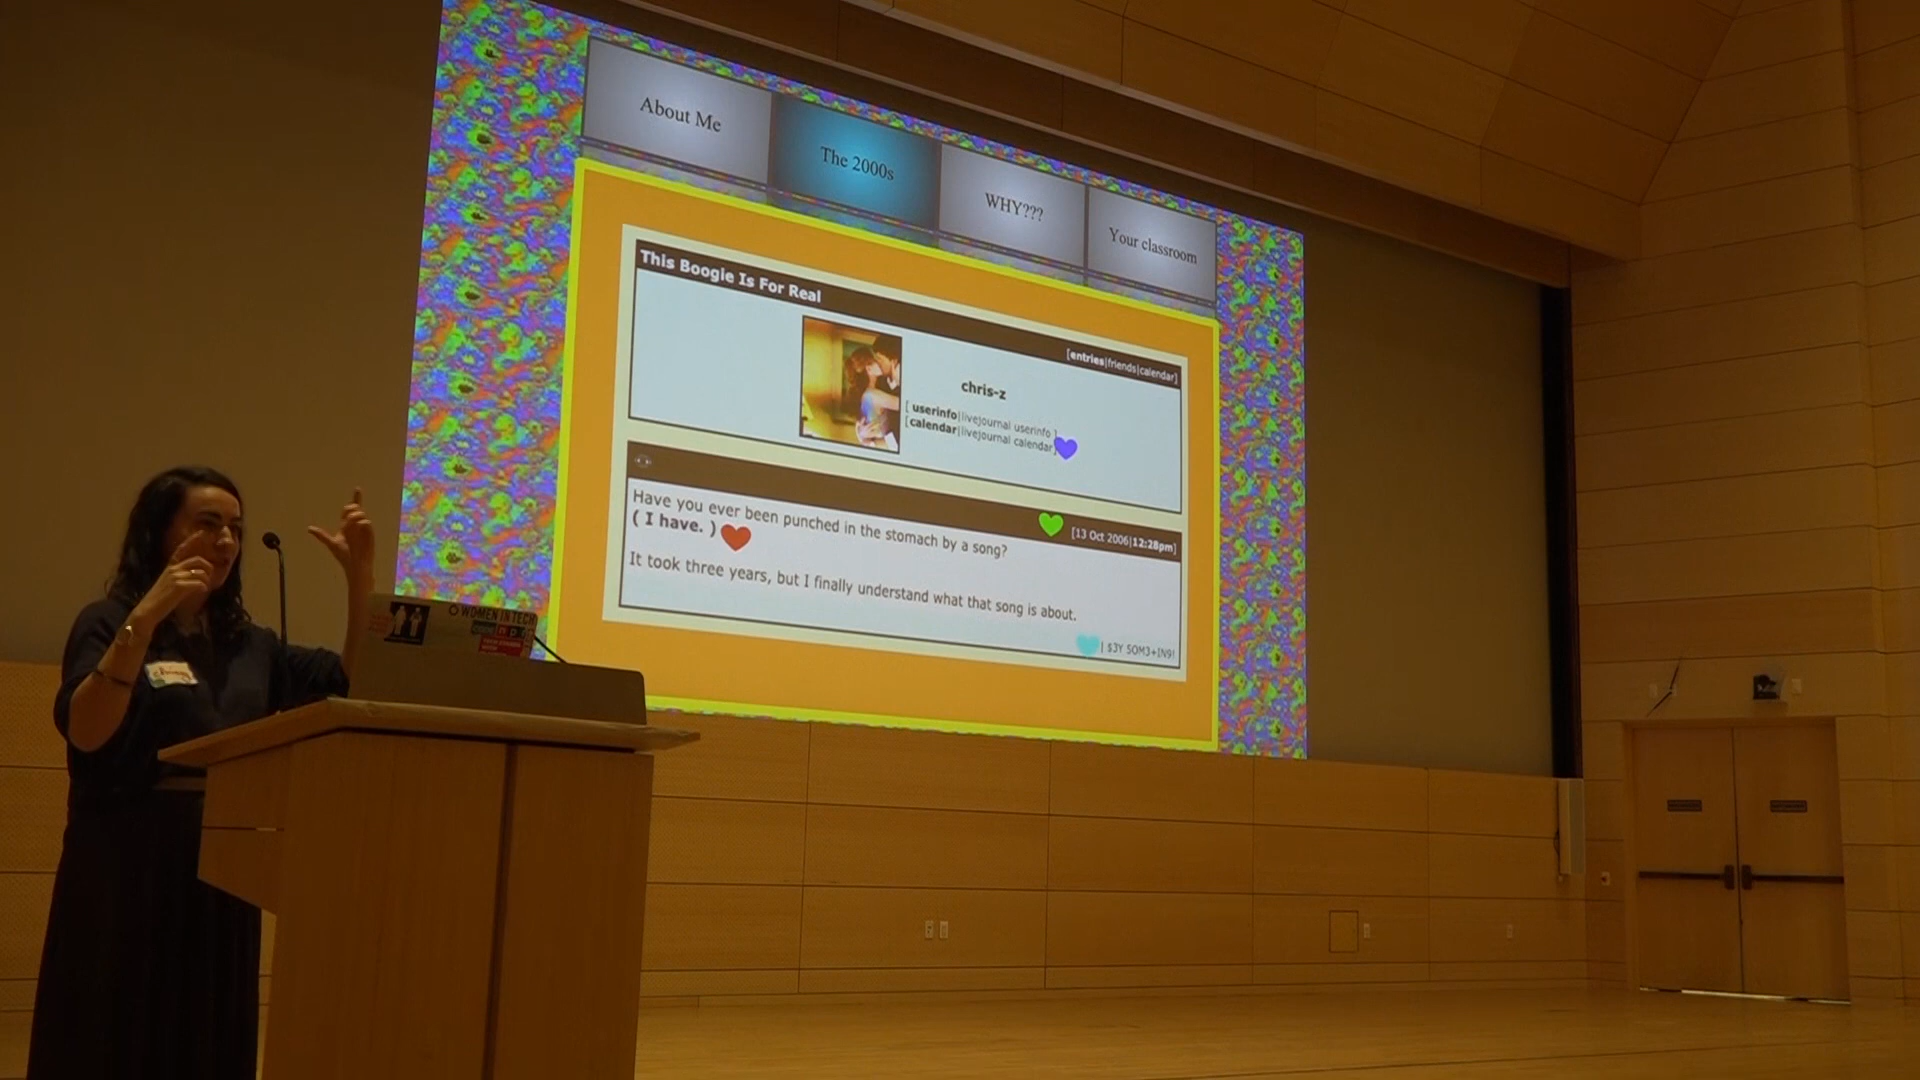 About Me
The 2000s
WHY???
Your classroom
This Boogie Is For Real
[entries|friends|calendar]
chris-z
[ userinfo|livejournal userinfo ]
[calendar|livejournal calendar]
[13 Oct 2006|12:28pm]
Have you ever been punched in the stomach by a song?
( I have. )
It took three years, but I finally understand what that song is about.
| $3Y SOM3+IN9!
WOMEN IN TECH
npr